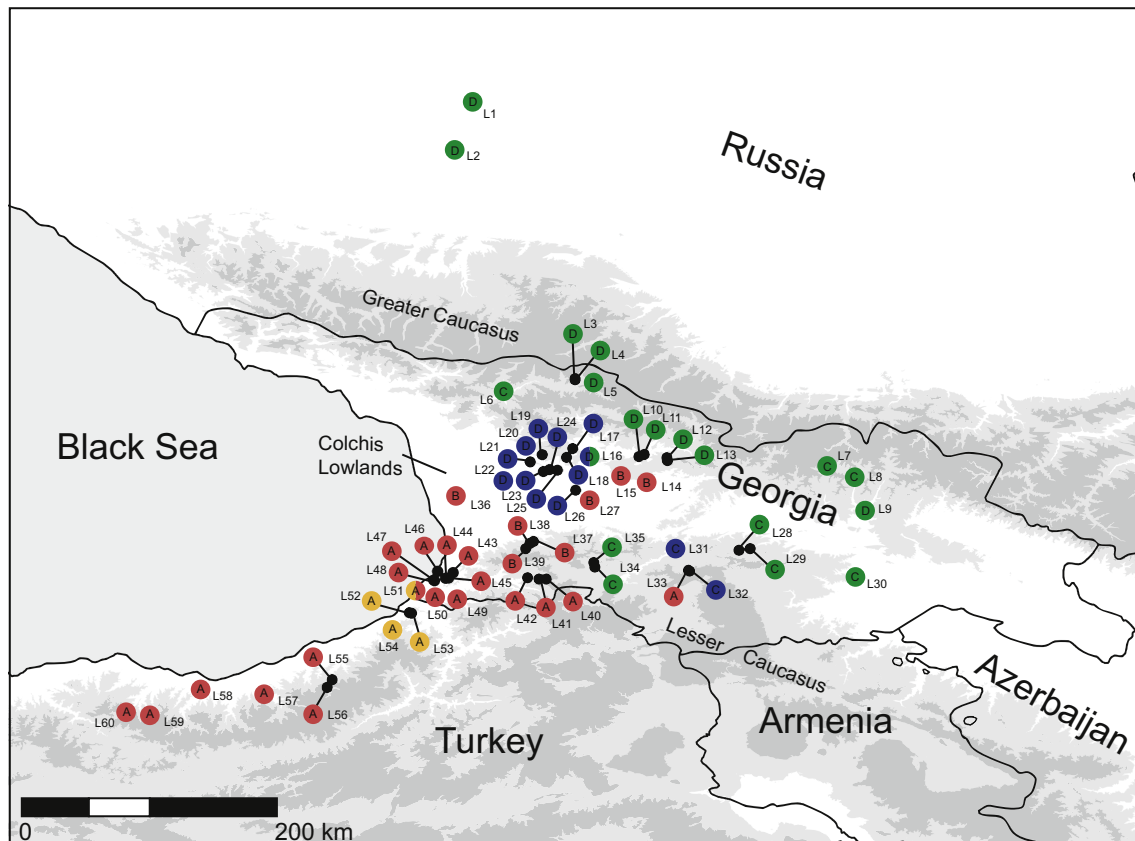 D
L1
D
L2
Russia
Greater Caucasus
D
L3
D
L4
D
L5
C
L6
L19
L24
L10
L11
D
D
D
L12
D
L20
D
D
L17
D
D
D
L13
L21
D
D
L16
C
L7
C
L8
Black Sea
Colchis
Lowlands
L22
D
D
L23
D
L18
B
L15
B
L14
Georgia
D
L9
B
L36
D
L25
D
L26
B
L27
L38
B
L37
B
L39
B
L35
C
L34
C
C
L31
C
L28
C
L29
C
L30
L46
L44
L47
A
A
A
L43
A
L48
A
L45
A
L51
A
L52
A
A
L50
A
L49
A
L42
A
L41
A
L40
L33
A
C
L32
L54
A
A
L53
Lesser
Caucasus
A
L55
A
L58
A
L57
A
L56
L60
A
A
L59
Turkey
Armenia
Azerbaijan
0
200 km